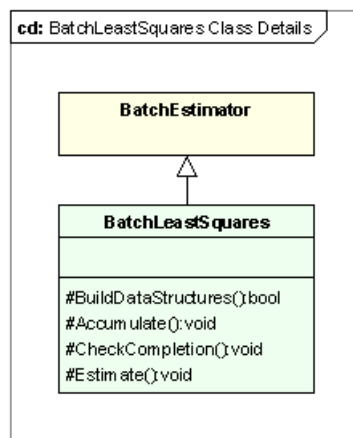 cd: BatchLeastSquares Class Details
BatchEstimator
BatchLeastSquares
#BuildDataStructures():bool
#Accumulate():void
#CheckCompletion():void
#Estimate():void